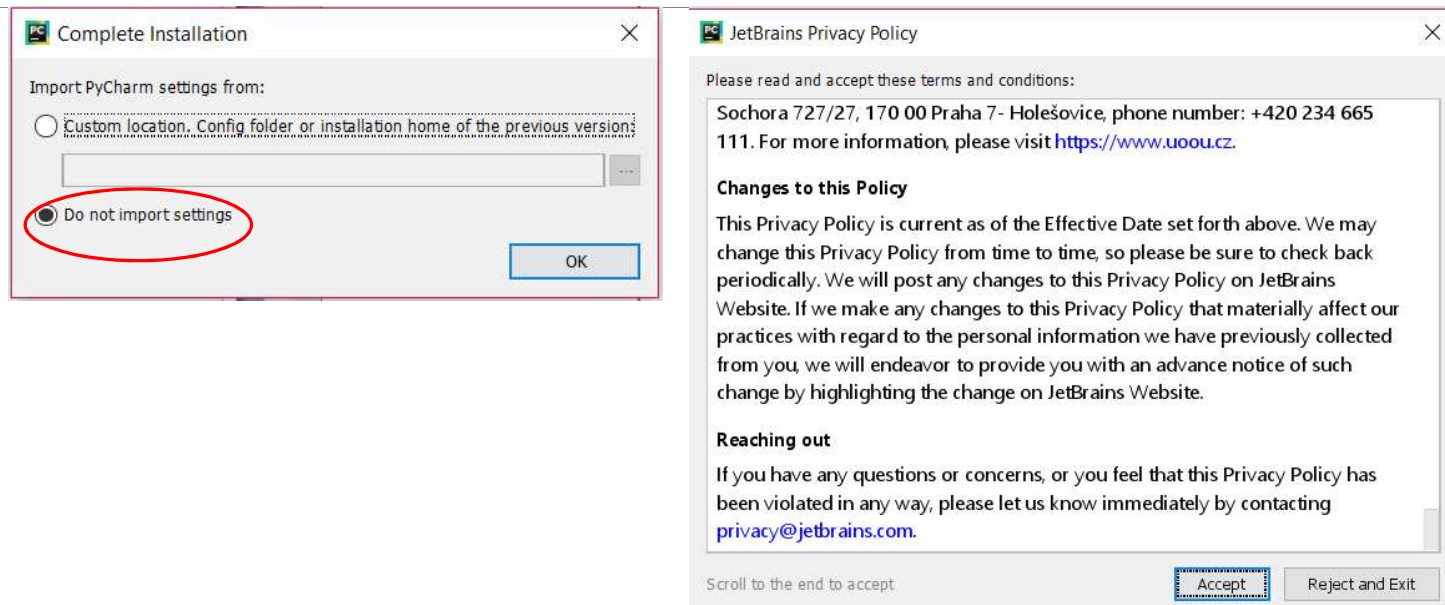 Complete Installation
Import PyCharm settings from:
Custom location. Config folder or installation home of the previous version:
...
Do not import settings
OK
JetBrains Privacy Policy
Please read and accept these terms and conditions:
Sochora 727/27, 170 00 Praha 7- Holešovice, phone number: +420 234 665
111. For more information, please visit https://www.uoou.cz.
Changes to this Policy
This Privacy Policy is current as of the Effective Date set forth above. We may
change this Privacy Policy from time to time, so please be sure to check back
periodically. We will post any changes to this Privacy Policy on JetBrains
Website. If we make any changes to this Privacy Policy that materially affect our
practices with regard to the personal information we have previously collected
from you, we will endeavor to provide you with an advance notice of such
change by highlighting the change on JetBrains Website.
Reaching out
If you have any questions or concerns, or you feel that this Privacy Policy has
been violated in any way, please let us know immediately by contacting
privacy@jetbrains.com.
Scroll to the end to accept
Accept
Reject and Exit